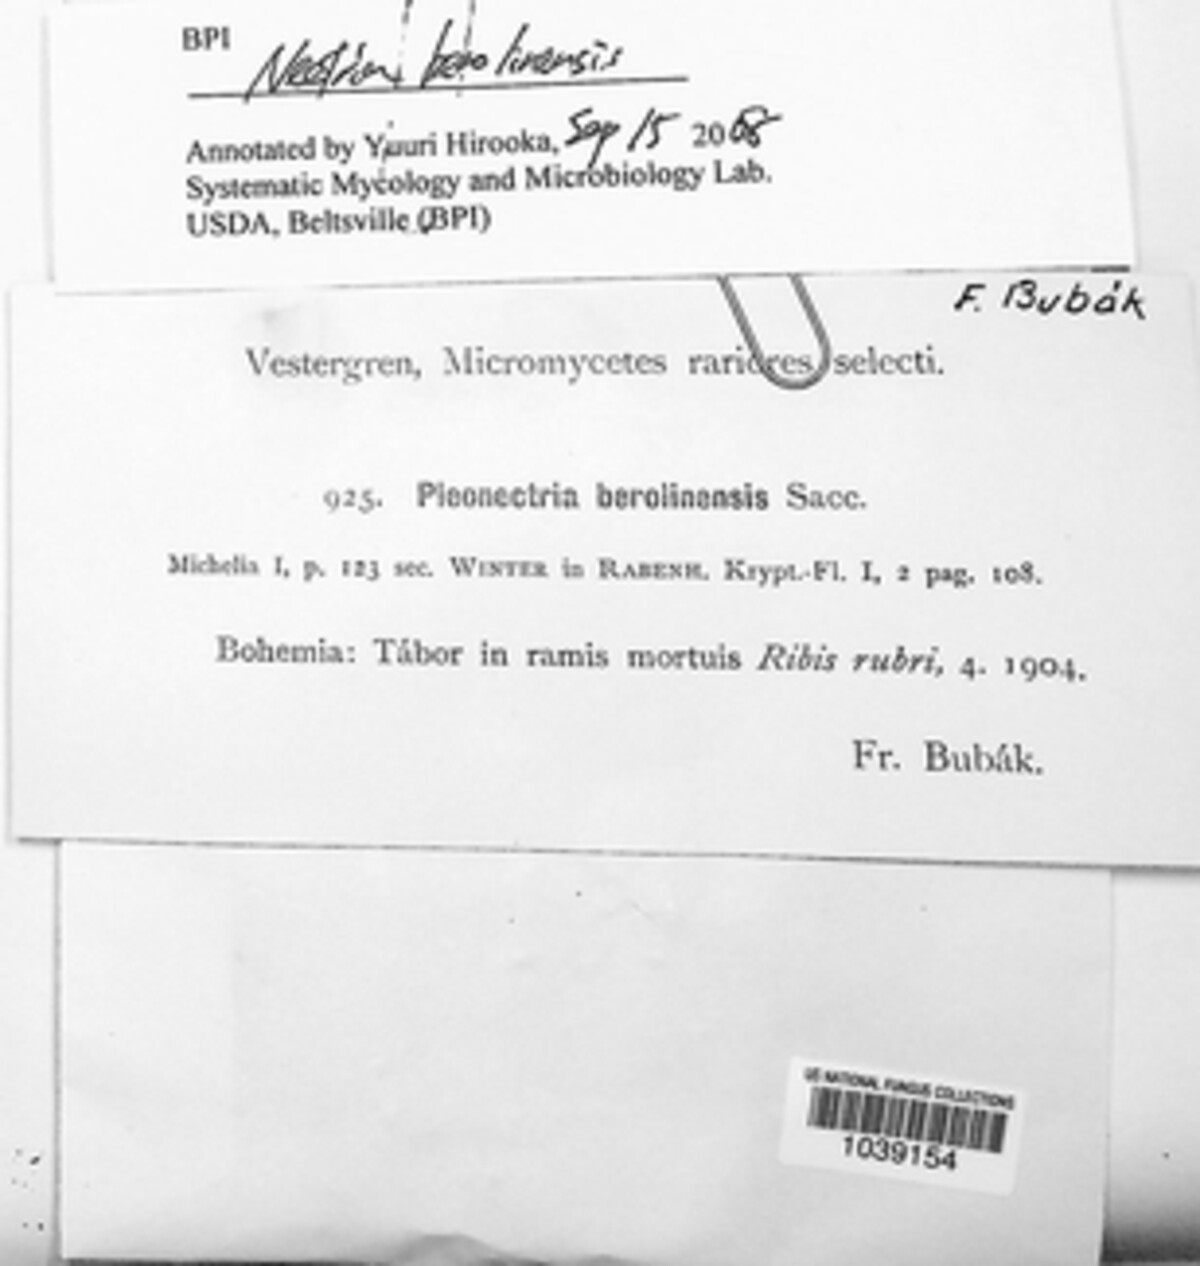 BPI
Nectria berolinensis
Annotated by Yuuri Hirooka, Sep 15 2008
Systematic Mycology and Microbiology Lab.
USDA, Beltsville (BPI)
F. Bubák
Vestergren, Micromycetes rariores selecti.
925. Pleonectria berolinensis Sacc.
Michelia I, p. 123 sec. WINTER in RABENH. Krypt.-Fl. I, 2 pag. 108.
Bohemia: Tábor in ramis mortuis Ribis rubri, 4. 1904.
Fr. Bubák.
US NATIONAL FUNGUS COLLECTIONS
1039154